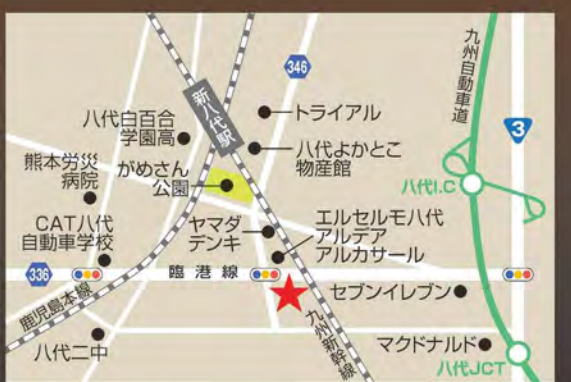 346
九州自動車道
3
新八代駅
トライアル
八代白百合
学園高
八代よかとこ
物産館
熊本労災
病院
がめさん
公園
八代I.C
CAT八代
自動車学校
ヤマダ
デンキ
エルセルモ八代
アルデア
アルカサール
336
臨港線
鹿児島本線
セブンイレブン
九州新幹線
八代二中
マクドナルド
八代JCT